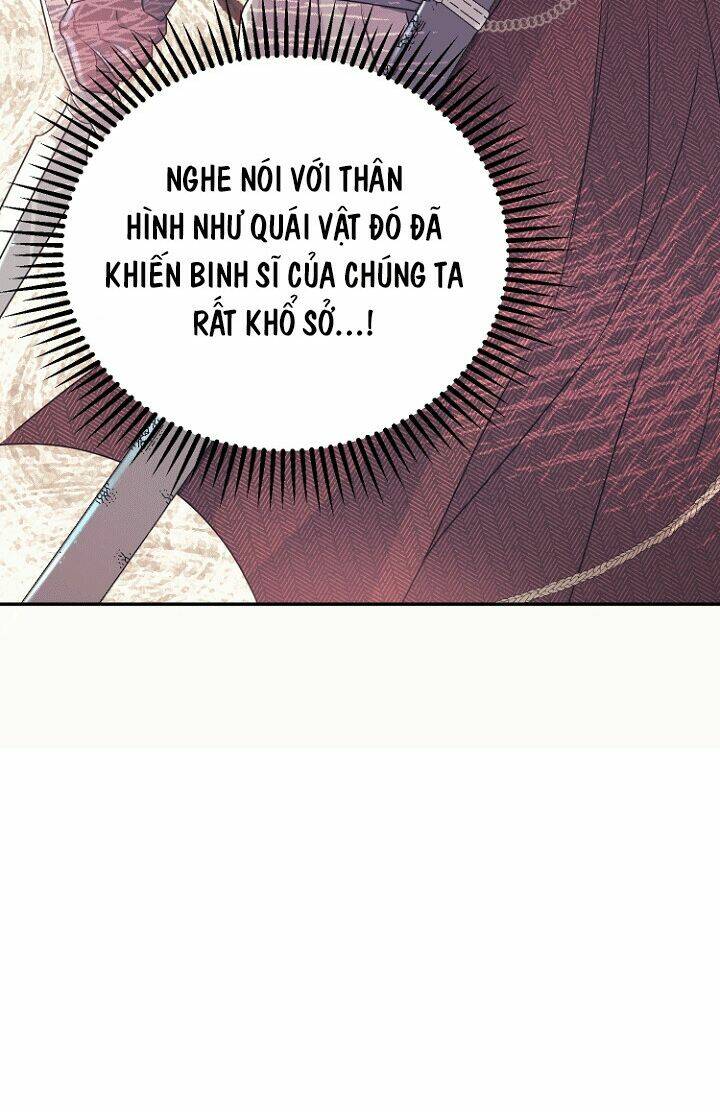 NGHE NÓI VỚI THÂN
HÌNH NHƯ QUÁI VẬT ĐÓ ĐÃ
KHIẾN BINH SĨ CỦA CHÚNG TA
RẤT KHỔ SỞ...!